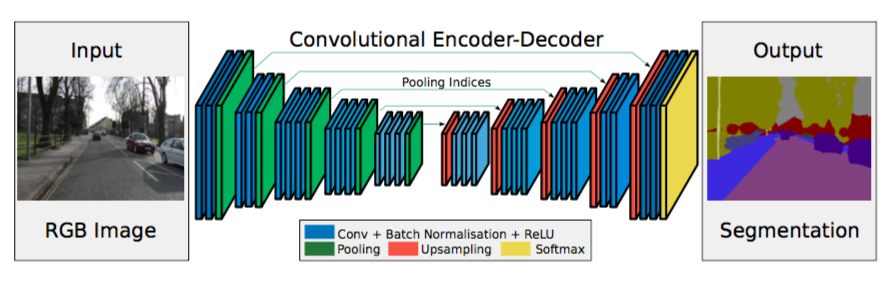 Input
RGB Image
Convolutional Encoder-Decoder
Pooling Indices
Conv + Batch Normalisation + ReLU
Pooling Upsampling Softmax
Output
Segmentation